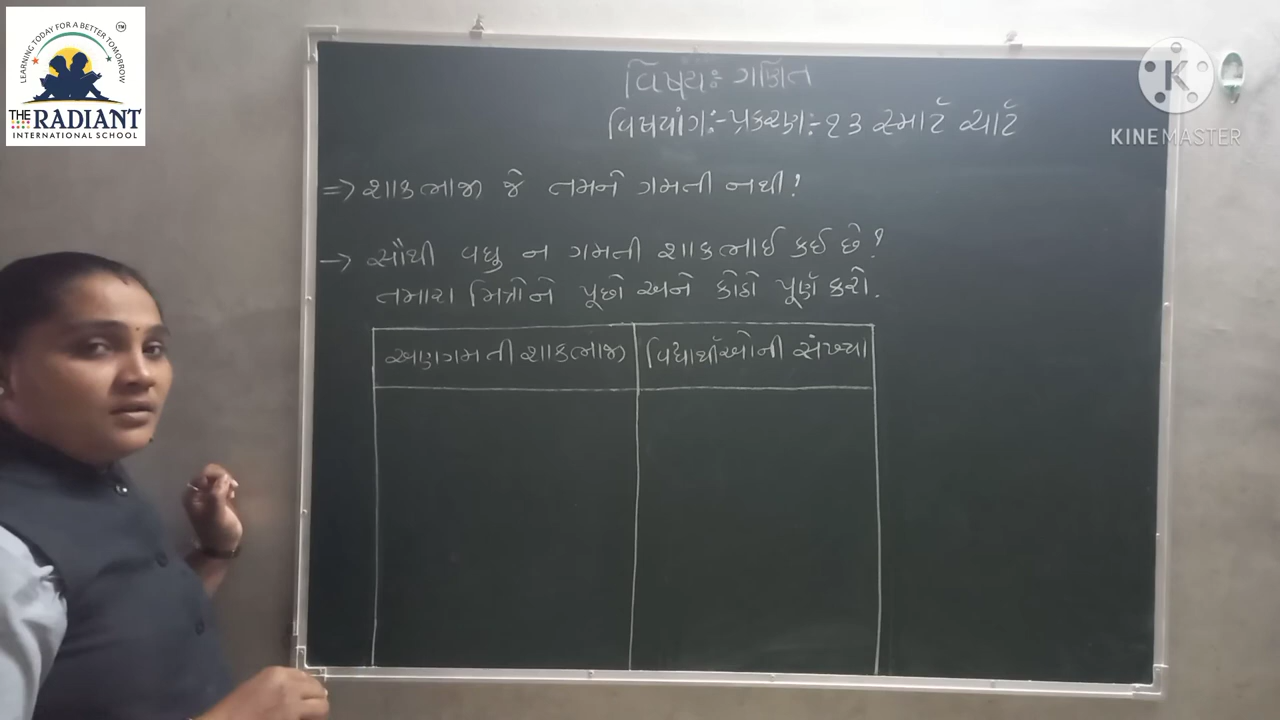 LEARNING TODAY FOR A BETTER TOMORROW
TM
THE RADIANT
INTERNATIONAL SCHOOL
K
KINEMASTER
વિષયઃ ગણિત
વિષયાંગઃ-પ્રકરણઃ-૧૩ સ્માર્ટ ચાર્ટ
=> શાકભાજી જે તમને ગમતી નથી!
-> સૌથી વધુ ન ગમતી શાકભાઈ કઈ છે?
તમારા મિત્રોને પૂછો અને કોઠો પૂર્ણ કરો.
અણગમતી શાકભાજી
વિદ્યાર્થીઓની સંખ્યા